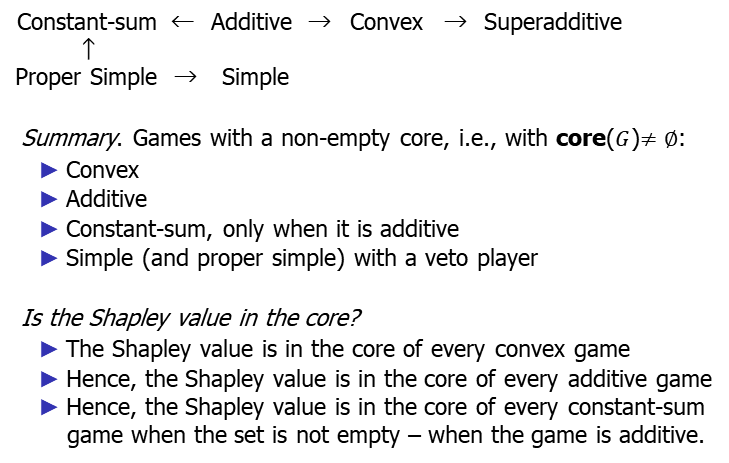 Constant-sum ← Additive → Convex → Superadditive
↑
Proper Simple → Simple
Summary. Games with a non-empty core, i.e., with core(G)≠ ∅:
▶ Convex
▶ Additive
▶ Constant-sum, only when it is additive
▶ Simple (and proper simple) with a veto player
Is the Shapley value in the core?
▶ The Shapley value is in the core of every convex game
▶ Hence, the Shapley value is in the core of every additive game
▶ Hence, the Shapley value is in the core of every constant-sum
game when the set is not empty – when the game is additive.